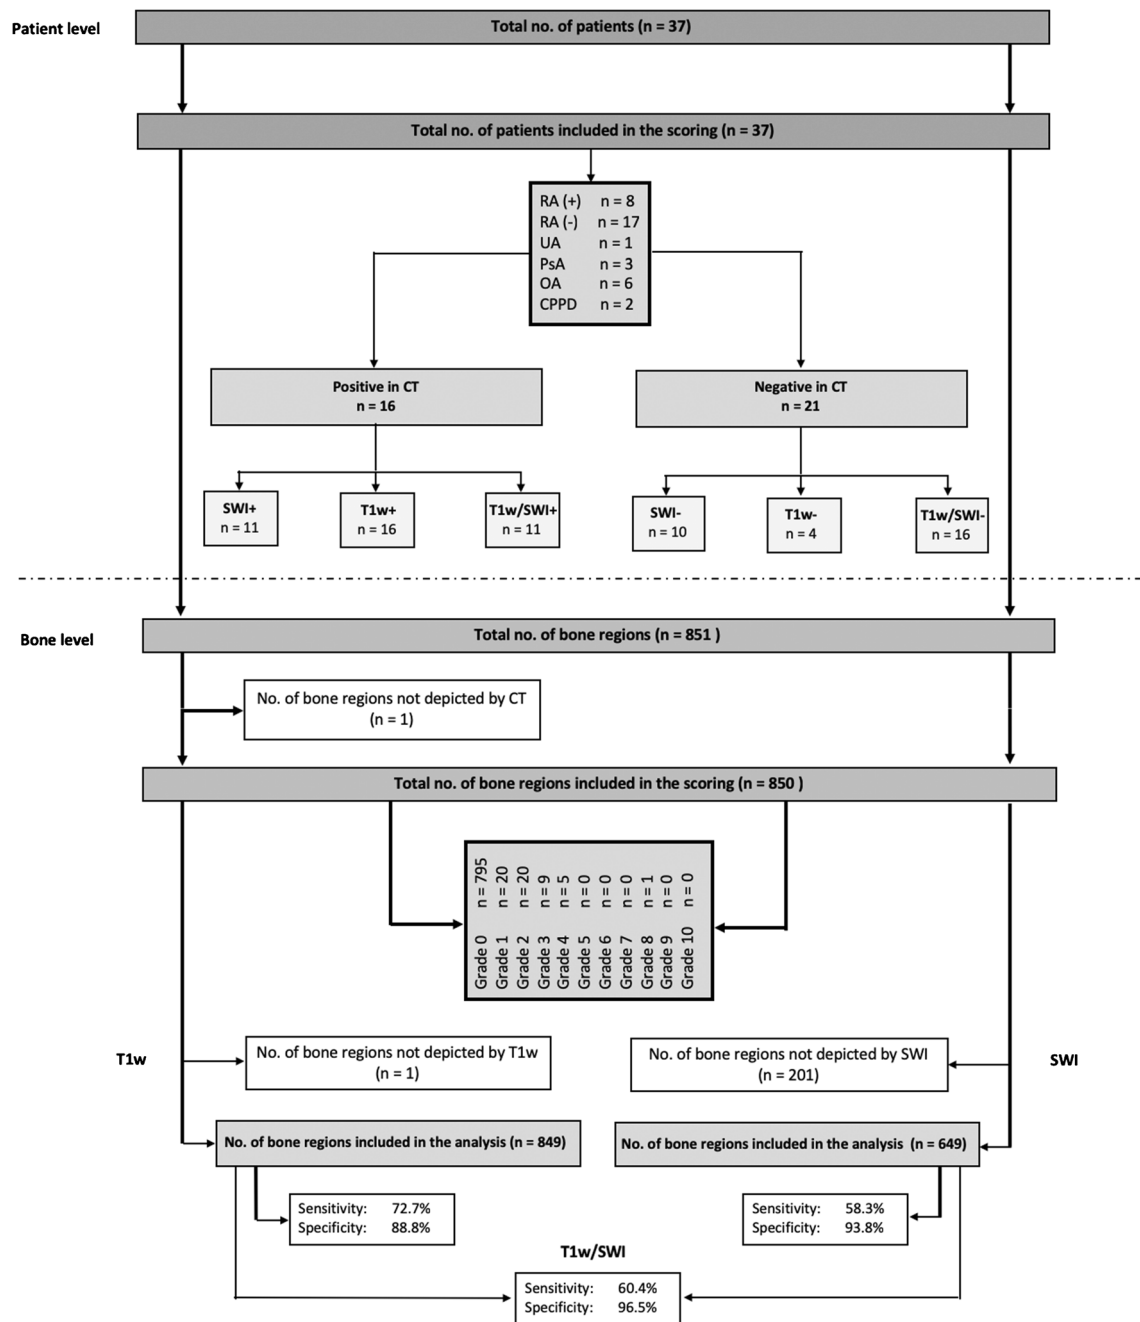 Patient level
Total no. of patients (n = 37)
Total no. of patients included in the scoring (n = 37)
RA (+) n = 8
RA (-) n = 17
UA n = 1
PsA n = 3
OA n = 6
CPPD n = 2
Positive in CT
n = 16
Negative in CT
n = 21
SWI+
n = 11
T1w+
n = 16
T1w/SWI+
n = 11
SWI-
n = 10
T1w-
n = 4
T1w/SWI-
n = 16
Bone level
Total no. of bone regions (n = 851 )
No. of bone regions not depicted by CT
(n = 1)
Total no. of bone regions included in the scoring (n = 850 )
Grade 0 n = 795
Grade 1 n = 20
Grade 2 n = 20
Grade 3 n = 9
Grade 4 n = 5
Grade 5 n = 0
Grade 6 n = 0
Grade 7 n = 0
Grade 8 n = 1
Grade 9 n = 0
Grade 10 n = 0
T1w
No. of bone regions not depicted by T1w
(n = 1)
No. of bone regions not depicted by SWI
(n = 201)
SWI
No. of bone regions included in the analysis (n = 849)
No. of bone regions included in the analysis (n = 649)
Sensitivity: 72.7%
Specificity: 88.8%
Sensitivity: 58.3%
Specificity: 93.8%
T1w/SWI
Sensitivity: 60.4%
Specificity: 96.5%